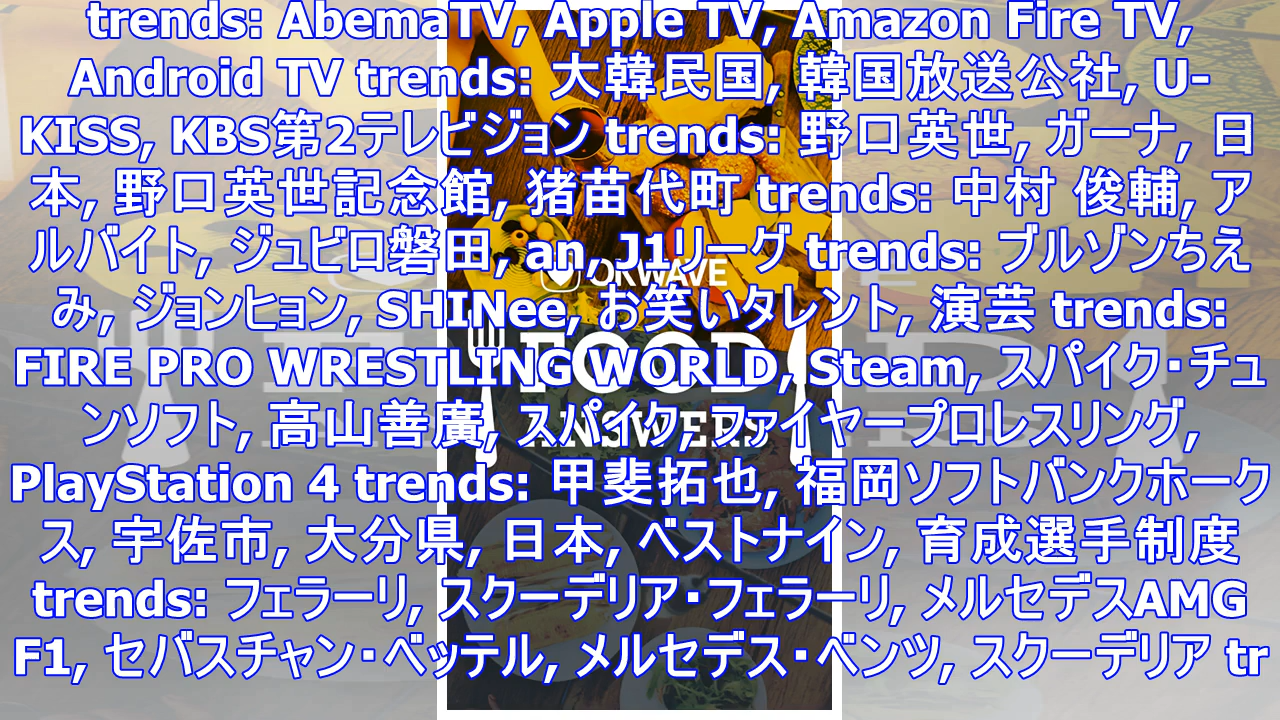 trends: AbemaTV, Apple TV, Amazon Fire TV,
Android TV trends: 大韓民国, 韓国放送公社, U-
KISS, KBS第2テレビジョン trends: 野口英世, ガーナ, 日
本, 野口英世記念館, 猪苗代町 trends: 中村 俊輔, ア
ルバイト, ジュビロ磐田, an, J1リーグ trends: ブルゾンちえ
み, ジョンヒョン, SHINee, お笑いタレント, 演芸 trends:
FIRE PRO WRESTLING WORLD, Steam, スパイク・チュ
ンソフト, 高山善廣, スパイク, ファイヤープロレスリング,
PlayStation 4 trends: 甲斐拓也, 福岡ソフトバンクホーク
ス, 宇佐市, 大分県, 日本, ベストナイン, 育成選手制度
trends: フェラーリ, スクーデリア・フェラーリ, メルセデスAMG
F1, セバスチャン・ベッテル, メルセデス・ベンツ, スクーデリア tr
OKWAVE
FOOD
ANSWERS